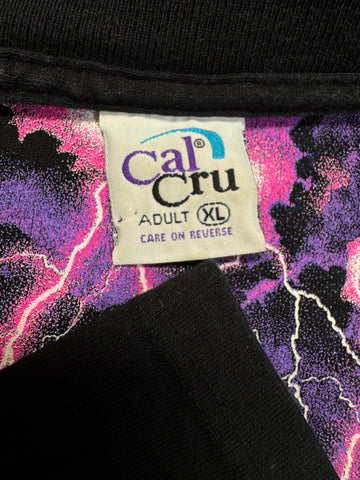 Cal®
Cru
ADULT XL
CARE ON REVERSE